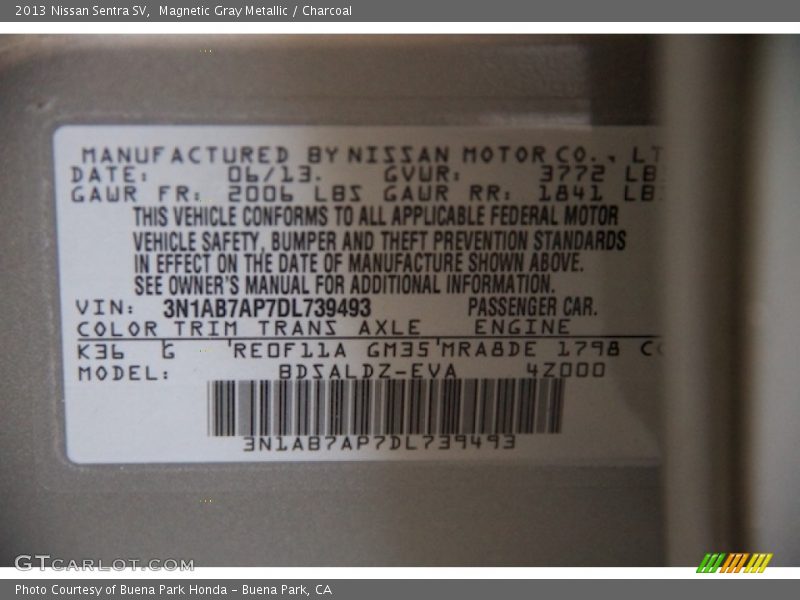 2013 Nissan Sentra SV, Magnetic Gray Metallic / Charcoal
MANUFACTURED BY NISSAN MOTOR CO., LT
DATE: 06/13. GVWR: 3772 LB
GAWR FR: 2006 LBS GAWR RR: 1841 LB
THIS VEHICLE CONFORMS TO ALL APPLICABLE FEDERAL MOTOR
VEHICLE SAFETY, BUMPER AND THEFT PREVENTION STANDARDS
IN EFFECT ON THE DATE OF MANUFACTURE SHOWN ABOVE.
SEE OWNER'S MANUAL FOR ADDITIONAL INFORMATION.
VIN: 3N1AB7AP7DL739493 PASSENGER CAR.
COLOR TRIM TRANS AXLE ENGINE
K36 G RE0F11A GM35 MRA8DE 1798 CC
MODEL: BDSALDZ-EVA 4Z000
3N1AB7AP7DL739493
GTCARLOT.COM
Photo Courtesy of Buena Park Honda - Buena Park, CA